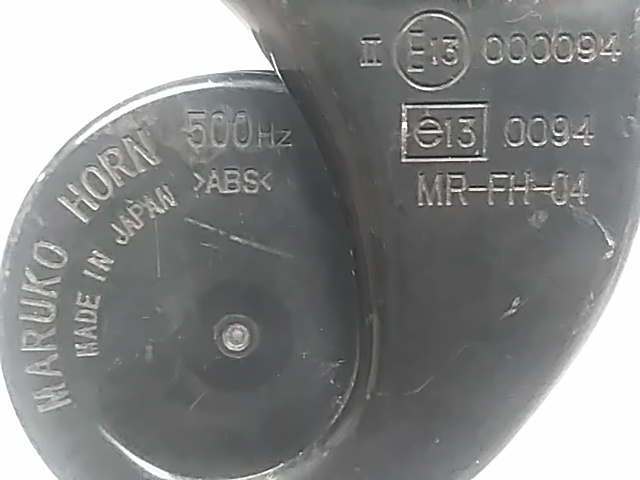 MARUKO HORN
MADE IN JAPAN
500Hz
>ABS<
II E13 000094
e13 0094
MR-FH-04